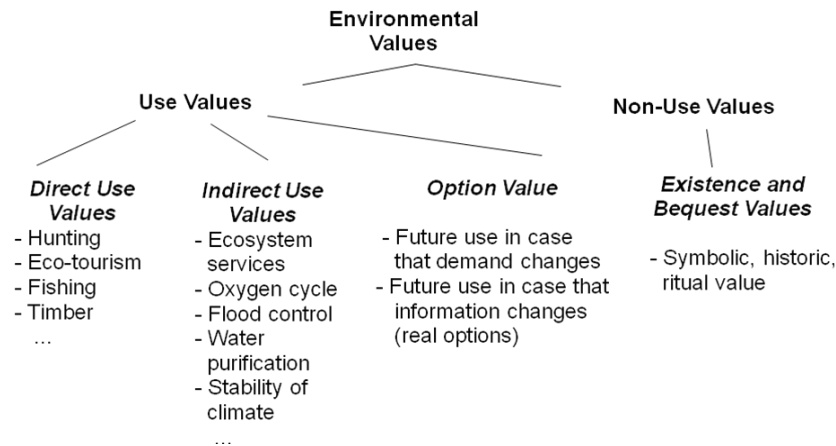 Environmental
Values
Use Values
Non-Use Values
Direct Use
Values
- Hunting
- Eco-tourism
- Fishing
- Timber
...
Indirect Use
Values
- Ecosystem
services
- Oxygen cycle
- Flood control
- Water
purification
- Stability of
climate
...
Option Value
- Future use in case
that demand changes
- Future use in case that
information changes
(real options)
Existence and
Bequest Values
- Symbolic, historic,
ritual value